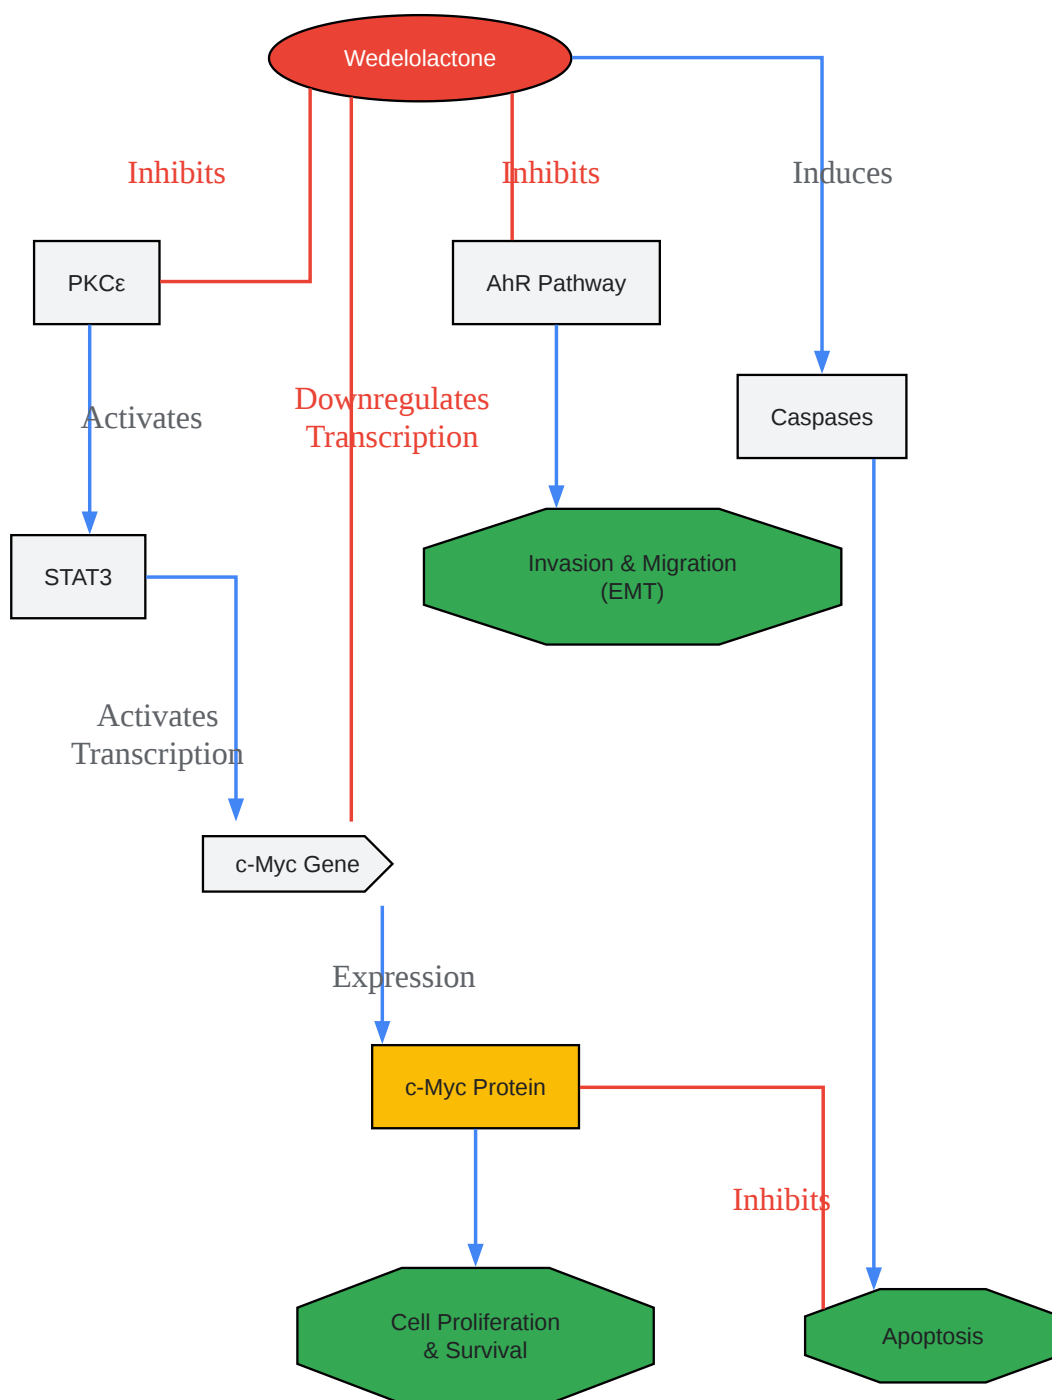 Wedelolactone
Inhibits
Inhibits
Induces
PKCε
AhR Pathway
Activates
Downregulates
Transcription
Caspases
STAT3
Invasion & Migration
(EMT)
Activates
Transcription
c-Myc Gene
Expression
c-Myc Protein
Inhibits
Cell Proliferation
& Survival
Apoptosis